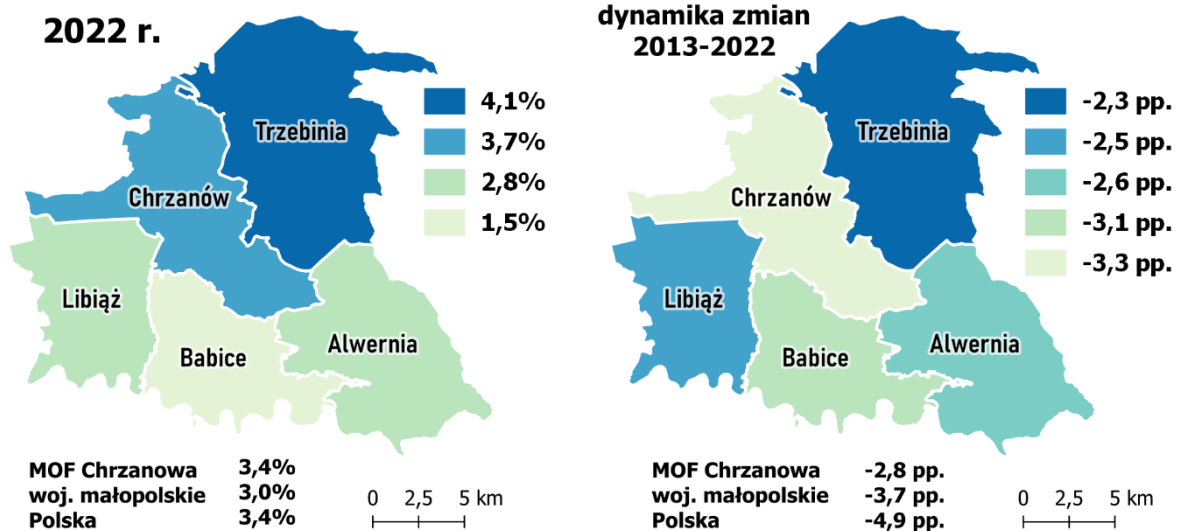 2022 r.
Trzebinia
Chrzanów
Libiąż
Babice
Alwernia
4,1%
3,7%
2,8%
1,5%
MOF Chrzanowa 3,4%
woj. małopolskie 3,0%
Polska 3,4%
0 2,5 5 km
dynamika zmian
2013-2022
Trzebinia
Chrzanów
Libiąż
Babice
Alwernia
-2,3 pp.
-2,5 pp.
-2,6 pp.
-3,1 pp.
-3,3 pp.
MOF Chrzanowa -2,8 pp.
woj. małopolskie -3,7 pp.
Polska -4,9 pp.
0 2,5 5 km